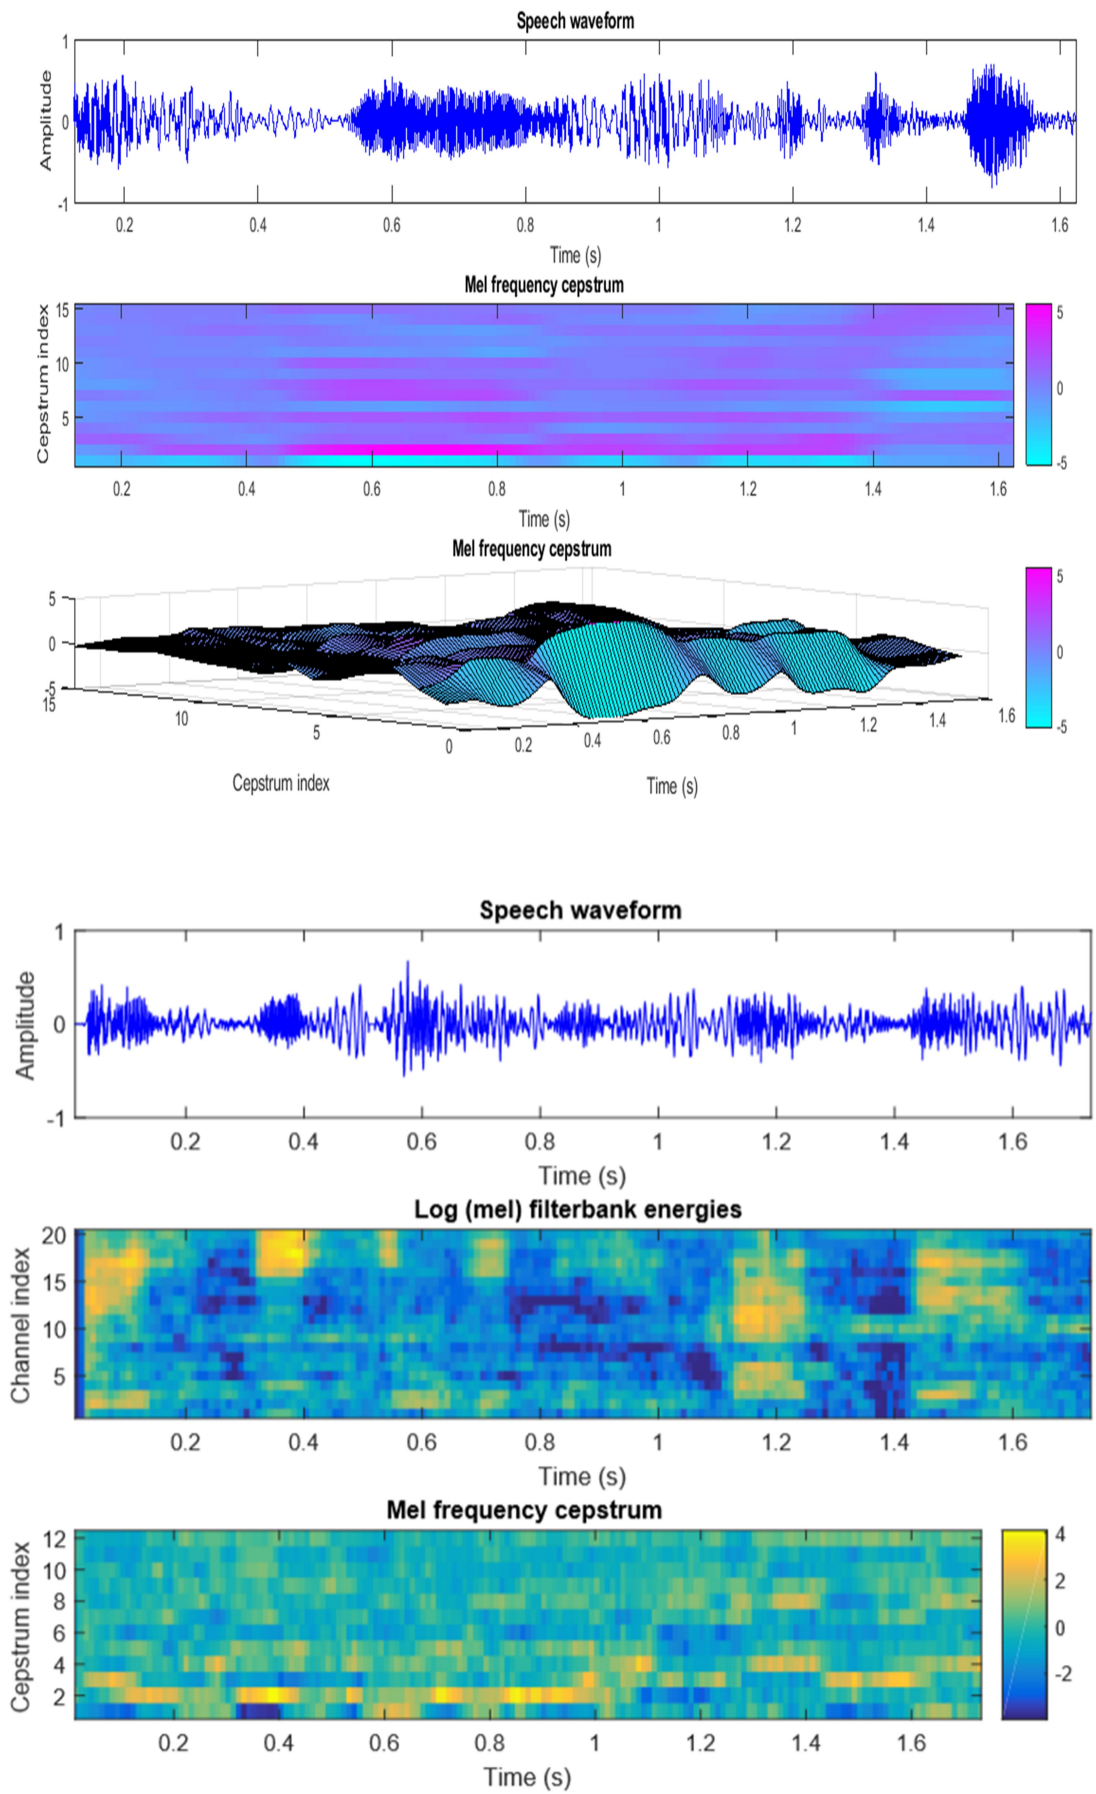 Speech waveform
1
0
-1
Amplitude
0.2 0.4 0.6 0.8 1 1.2 1.4 1.6
Time (s)
Mel frequency cepstrum
15
10
5
Cepstrum index
5
0
-5
0.2 0.4 0.6 0.8 1 1.2 1.4 1.6
Time (s)
Mel frequency cepstrum
5
0
-5
15 10 5 0
0.2 0.4 0.6 0.8 1 1.2 1.4 1.6
5
0
-5
Cepstrum index
Time (s)
Speech waveform
1
0
-1
Amplitude
0.2 0.4 0.6 0.8 1 1.2 1.4 1.6
Time (s)
Log (mel) filterbank energies
20
15
10
5
Channel index
0.2 0.4 0.6 0.8 1 1.2 1.4 1.6
Time (s)
Mel frequency cepstrum
12
10
8
6
4
2
Cepstrum index
4
2
0
-2
0.2 0.4 0.6 0.8 1 1.2 1.4 1.6
Time (s)